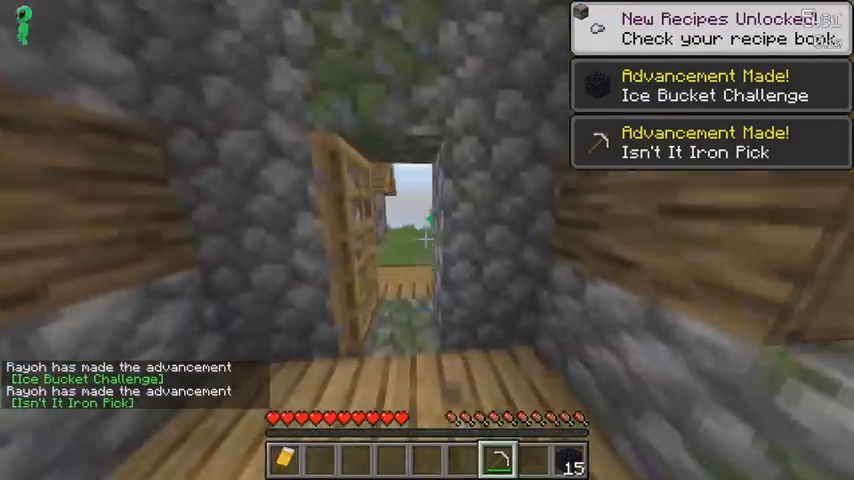 New Recipes Unlocked!
Check your recipe book
Advancement Made!
Ice Bucket Challenge
Advancement Made!
Isn't It Iron Pick
Rayoh has made the advancement
[Ice Bucket Challenge]
Rayoh has made the advancement
[Isn't It Iron Pick]
15